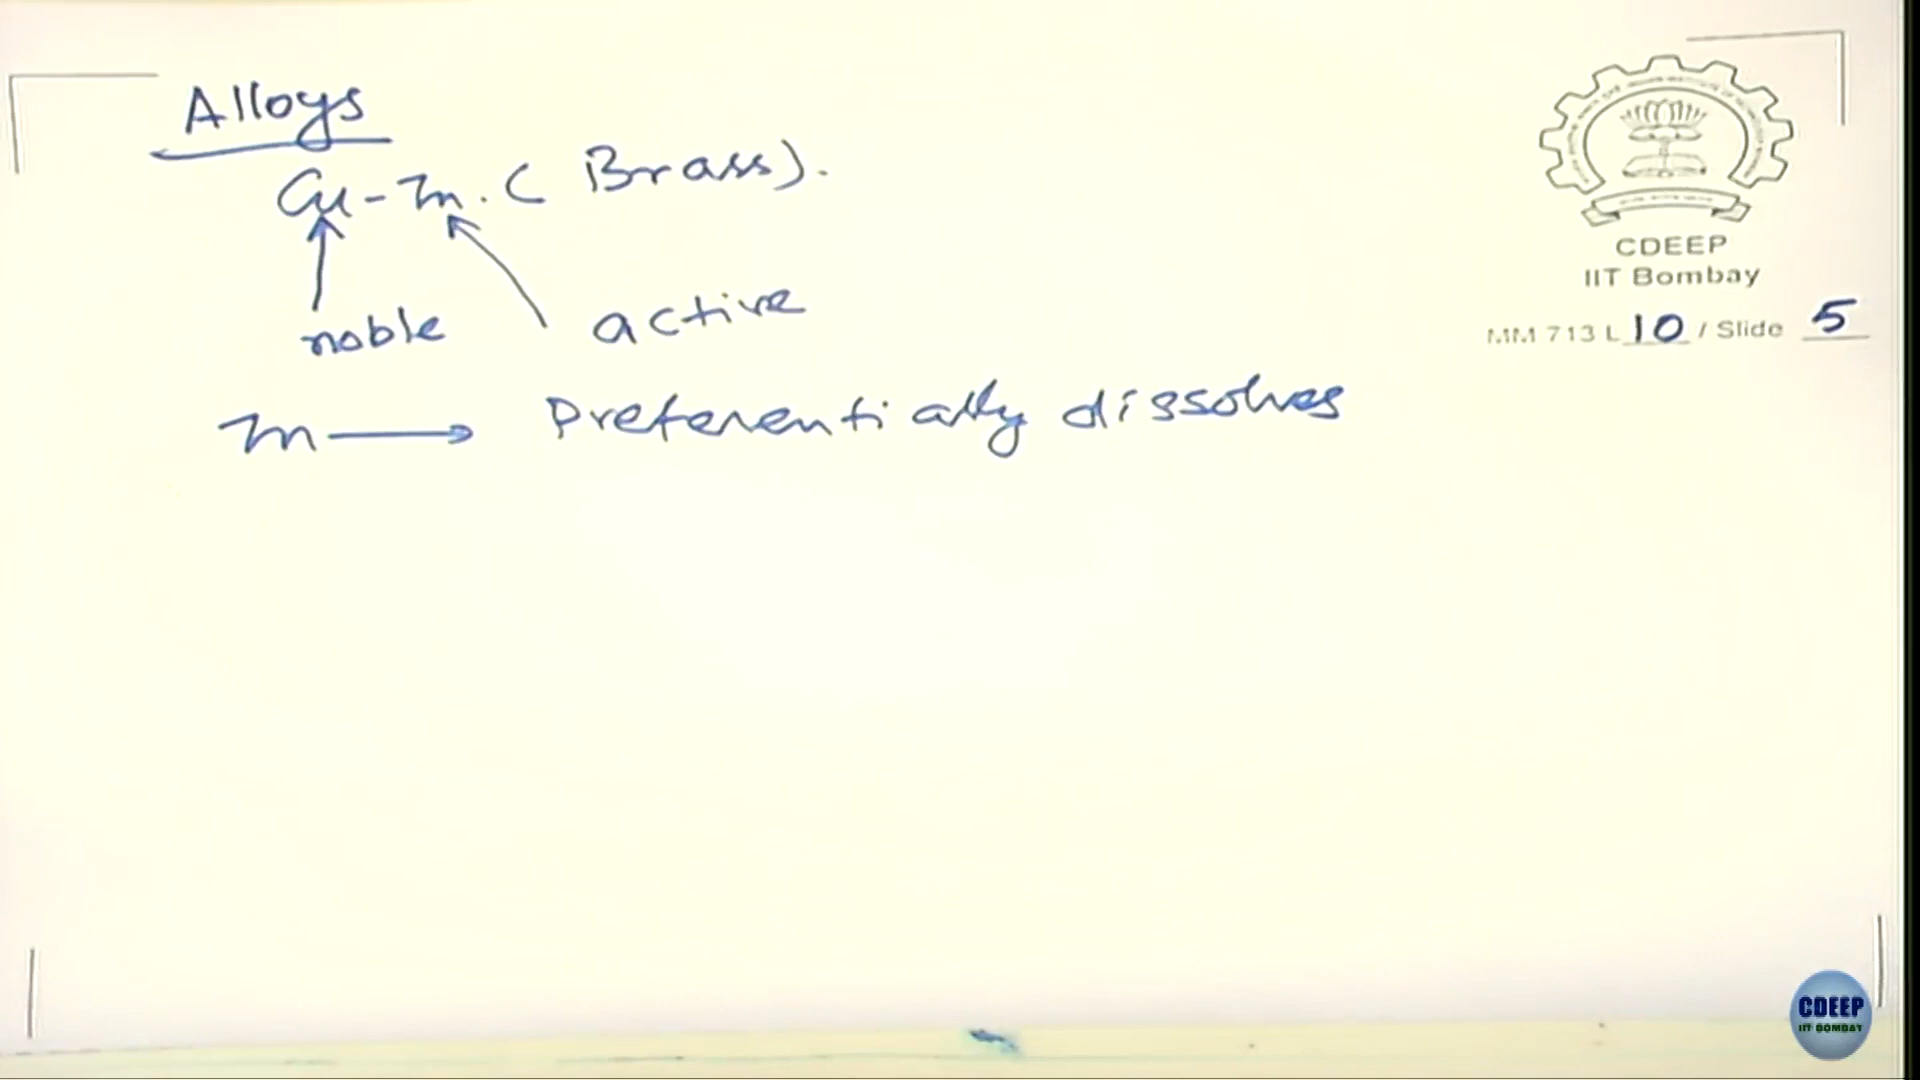 Alloys
Cu - Zn. (Brass).
noble
active
Zn → Preferentially dissolves
CDEEP
IIT Bombay
MM 713 L 10 / Slide 5
CDEEP
IIT BOMBAY